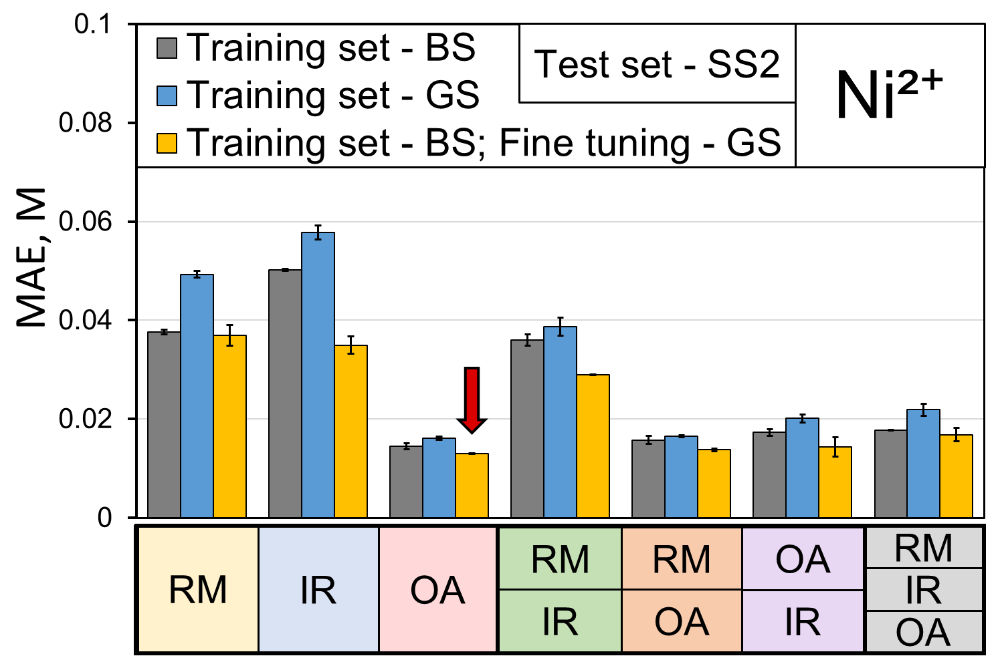 0.1
0.08
0.06
0.04
0.02
0
MAE, M
Training set - BS
Training set - GS
Training set - BS; Fine tuning - GS
Test set - SS2
Ni²⁺
RM
IR
OA
RM
IR
RM
OA
OA
IR
RM
IR
OA